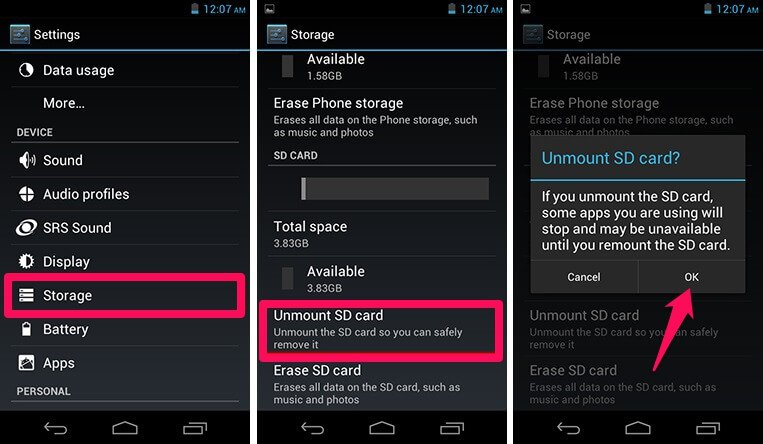 12:07 AM
Settings
Data usage
More...
DEVICE
Sound
Audio profiles
SRS Sound
Display
Storage
Battery
Apps
PERSONAL
12:07 AM
Storage
Available
1.58GB
Erase Phone storage
Erases all data on the Phone storage, such
as music and photos
SD CARD
Total space
3.83GB
Available
3.83GB
Unmount SD card
Unmount the SD card so you can safely
remove it
Erase SD card
Erases all data on the SD card, such as
music and photos
12:07 AM
Storage
Available
1.58GB
Erase Phone storage
Erases all data on the Phone storage, such
Unmount SD card?
If you unmount the SD card,
some apps you are using will
stop and may be unavailable
until you remount the SD card.
Cancel
OK
Unmount SD card
Unmount the SD card so you can safely
remove it
Erase SD card
Erases all data on the SD card, such as
music and photos